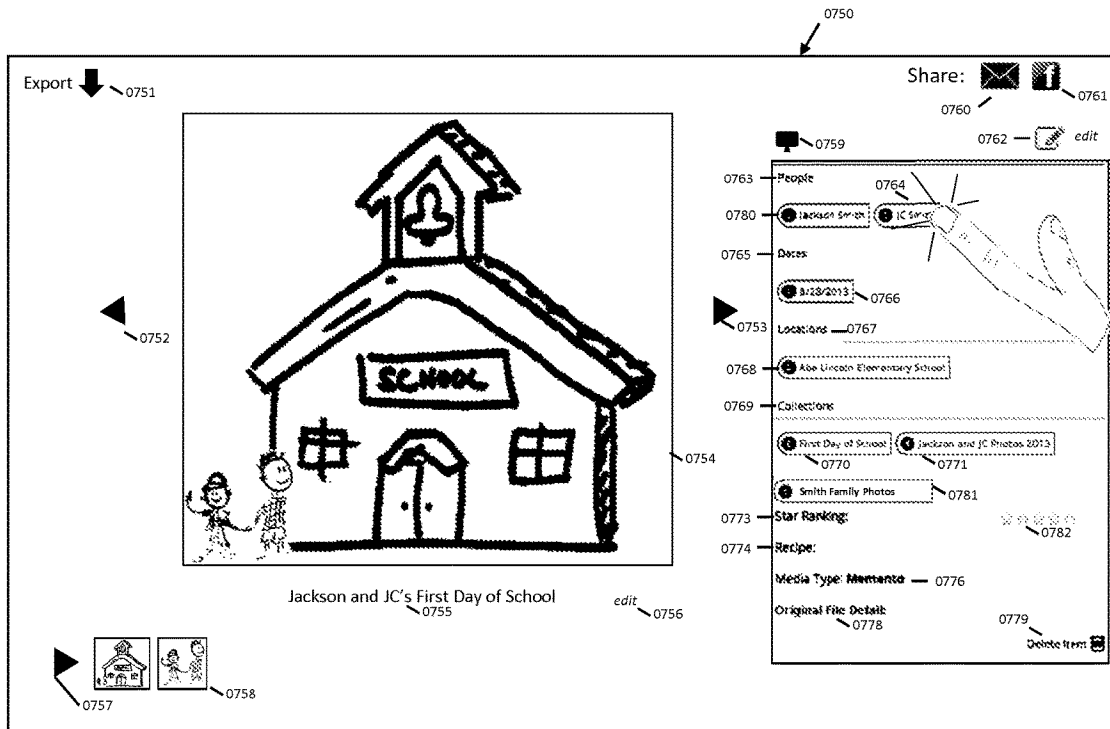 0750
Export 0751
Share: f
0760 0761
0759 0762 edit
0763 People
0764
0780 Jackson Smith JC Smi
0765 Dates
8/28/2013 0766
0752
0753
Locations 0767
SCHOOL
0768 Abe Lincoln Elementary School
0769 Collections
First Day of School Jackson and JC Photos 2013
0754
0770 0771
Smith Family Photos 0781
0773 Star Ranking:
0782
0774 Recipe:
Media Type: Memento 0776
Jackson and JC's First Day of School edit
0755 0756
Original File Detail:
0778
0779
Delete Item
0757 0758